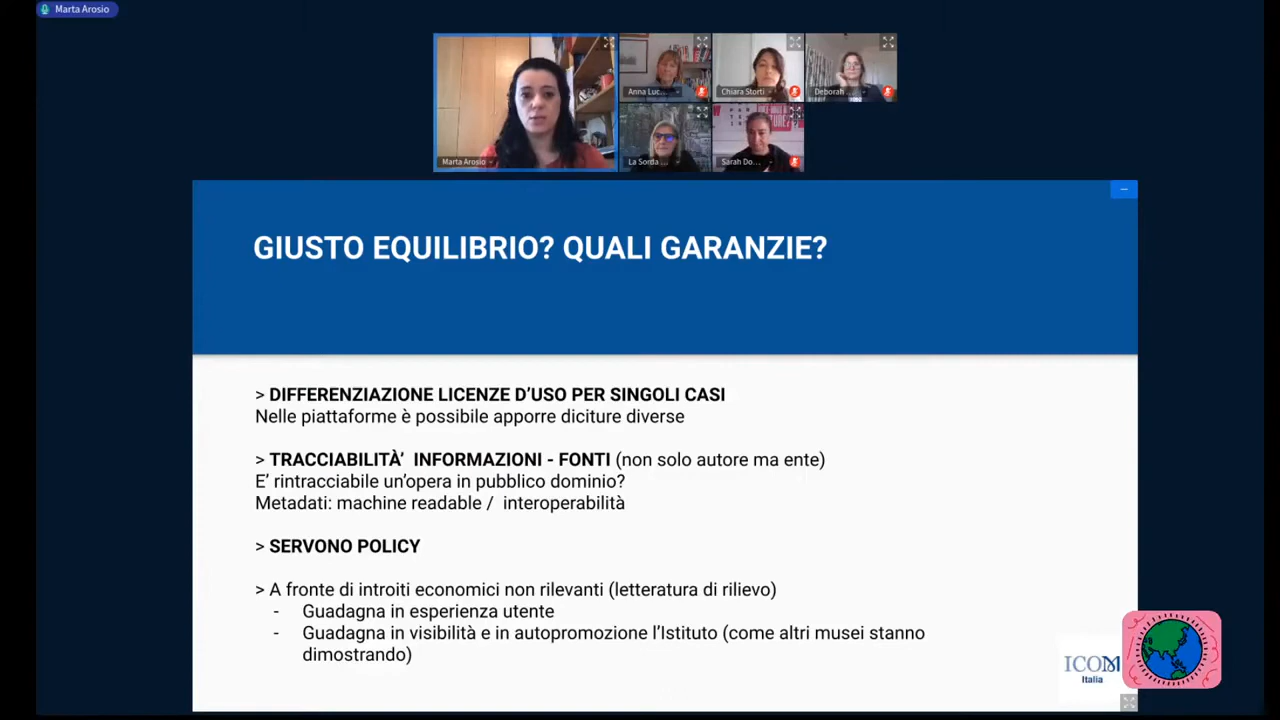 Marta Arosio
Anna Luc...
Chiara Storti
Deborah ...
Marta Arosio
La Sorda ...
Sarah Do...
GIUSTO EQUILIBRIO? QUALI GARANZIE?
> DIFFERENZIAZIONE LICENZE D’USO PER SINGOLI CASI
Nelle piattaforme è possibile apporre diciture diverse
> TRACCIABILITÀ’ INFORMAZIONI - FONTI (non solo autore ma ente)
E’ rintracciabile un’opera in pubblico dominio?
Metadati: machine readable / interoperabilità
> SERVONO POLICY
> A fronte di introiti economici non rilevanti (letteratura di rilievo)
- Guadagna in esperienza utente
- Guadagna in visibilità e in autopromozione l’Istituto (come altri musei stanno
dimostrando)
ICOM
Italia